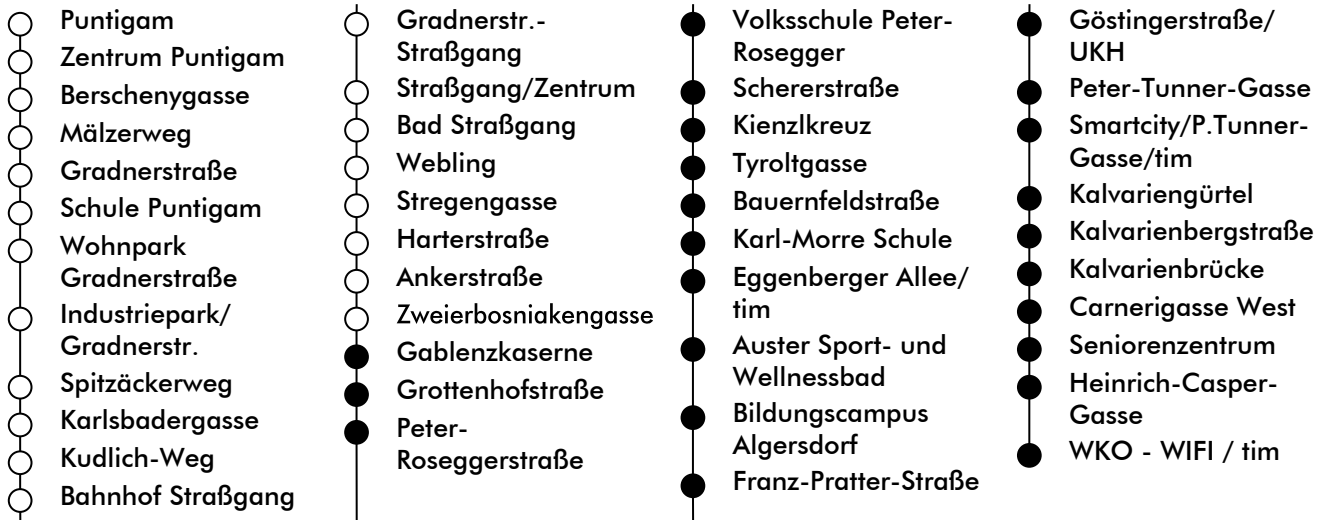 Puntigam
Zentrum Puntigam
Berschenygasse
Mälzerweg
Gradnerstraße
Schule Puntigam
Wohnpark
Gradnerstraße
Industriepark/
Gradnerstr.
Spitzäckerweg
Karlsbadergasse
Kudlich-Weg
Bahnhof Straßgang
Gradnerstr.-
Straßgang
Straßgang/Zentrum
Bad Straßgang
Webling
Stregengasse
Harterstraße
Ankerstraße
Zweierbosniakengasse
Gablenzkaserne
Grottenhofstraße
Peter-
Roseggerstraße
Volksschule Peter-
Rosegger
Schererstraße
Kienzlkreuz
Tyroltgasse
Bauernfeldstraße
Karl-Morre Schule
Eggenberger Allee/
tim
Auster Sport- und
Wellnessbad
Bildungscampus
Algersdorf
Franz-Pratter-Straße
Göstingerstraße/
UKH
Peter-Tunner-Gasse
Smartcity/P.Tunner-
Gasse/tim
Kalvariengürtel
Kalvarienbergstraße
Kalvarienbrücke
Carnerigasse West
Seniorenzentrum
Heinrich-Casper-
Gasse
WKO - WIFI / tim